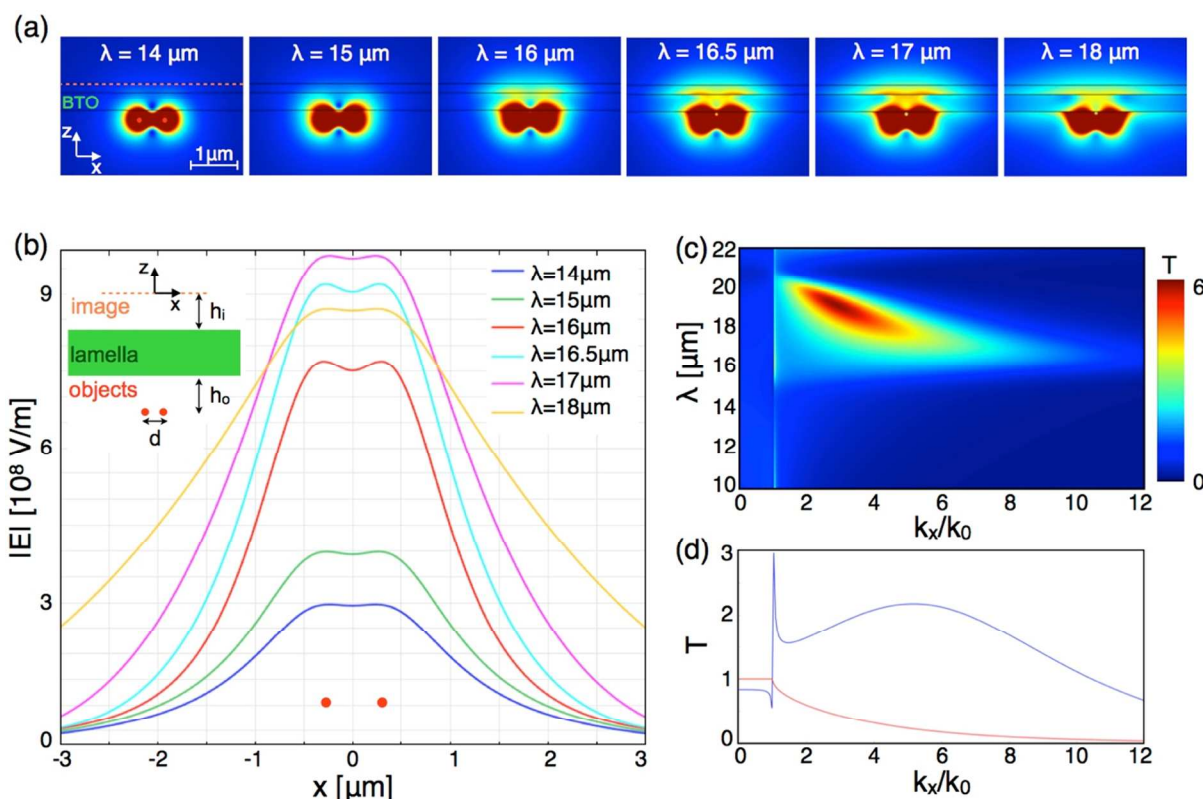 (a)
λ = 14 μm
λ = 15 μm
λ = 16 μm
λ = 16.5μm
λ = 17 μm
λ = 18 μm
BTO
z
x
1μm
(b)
9
6
3
0
|E| [10⁸ V/m]
-3
-2
-1
0
1
2
3
x [μm]
z
x
image
hᵢ
lamella
objects
hₒ
d
λ=14μm
λ=15μm
λ=16μm
λ=16.5μm
λ=17μm
λ=18μm
(c)
22
20
18
16
14
12
10
λ [μm]
0
2
4
6
8
10
12
kₓ/k₀
T
6
0
(d)
3
2
1
0
T
0
2
4
6
8
10
12
kₓ/k₀